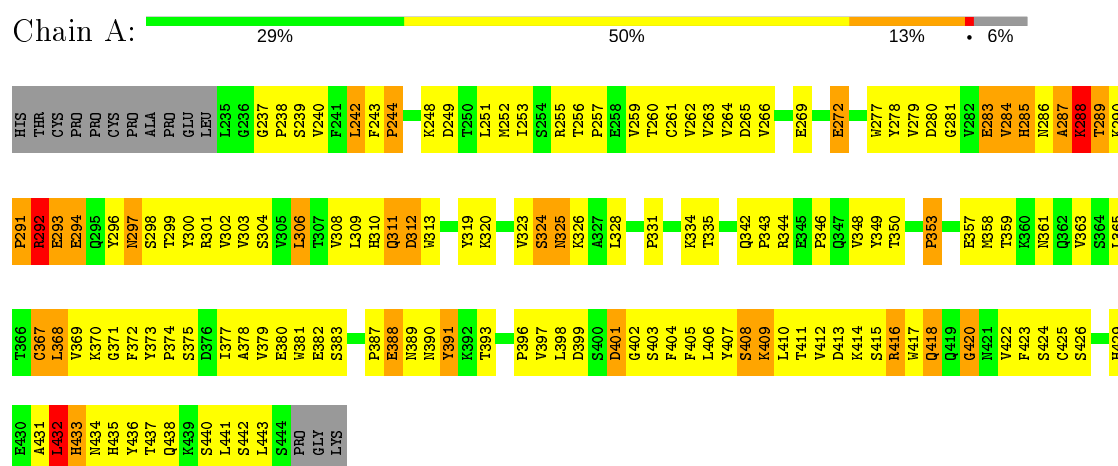 Chain A:
29% 50% 13% • 6%
HIS THR CYS PRO PRO CYS PRO ALA PRO GLU LEU L235 G236 G237 P238 S239 V240 F241 L242 F243 P244 K248 D249 T250 L251 M252 I253 S254 R255 T256 P257 E258 V259 T260 C261 V262 V263 V264 D265 V266 E269 E272 W277 Y278 V279 D280 G281 V282 E283 V284 H285 N286 A287 K288 T289 K290
P291 R292 E293 E294 Q295 Y296 N297 S298 T299 Y300 R301 V302 V303 S304 V305 L306 T307 V308 L309 H310 Q311 D312 W313 Y319 K320 V323 S324 N325 K326 A327 L328 P331 K334 T335 Q342 P343 R344 E345 P346 Q347 V348 Y349 T350 P353 E357 M358 T359 K360 N361 Q362 V363 S364 L365
T366 C367 L368 V369 K370 G371 F372 Y373 P374 S375 D376 I377 A378 V379 E380 W381 E382 S383 P387 E388 N389 N390 Y391 K392 T393 P396 V397 L398 D399 S400 D401 G402 S403 F404 F405 L406 Y407 S408 K409 L410 T411 V412 D413 K414 S415 R416 W417 Q418 Q419 G420 N421 V422 F423 S424 C425 S426 H429
E430 A431 L432 H433 N434 H435 Y436 T437 Q438 K439 S440 L441 S442 L443 S444 PRO GLY LYS